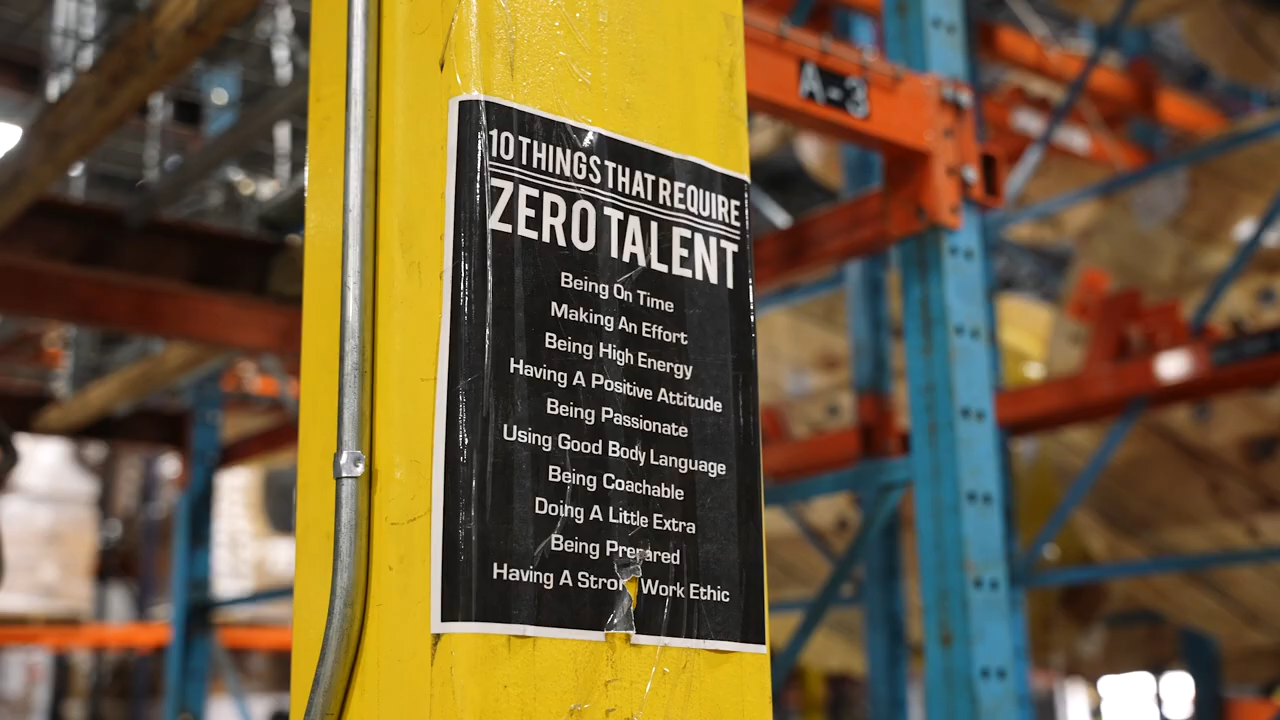 10 THINGS THAT REQUIRE
ZERO TALENT
Being On Time
Making An Effort
Being High Energy
Having A Positive Attitude
Being Passionate
Using Good Body Language
Being Coachable
Doing A Little Extra
Being Prepared
Having A Stron Work Ethic
A-3